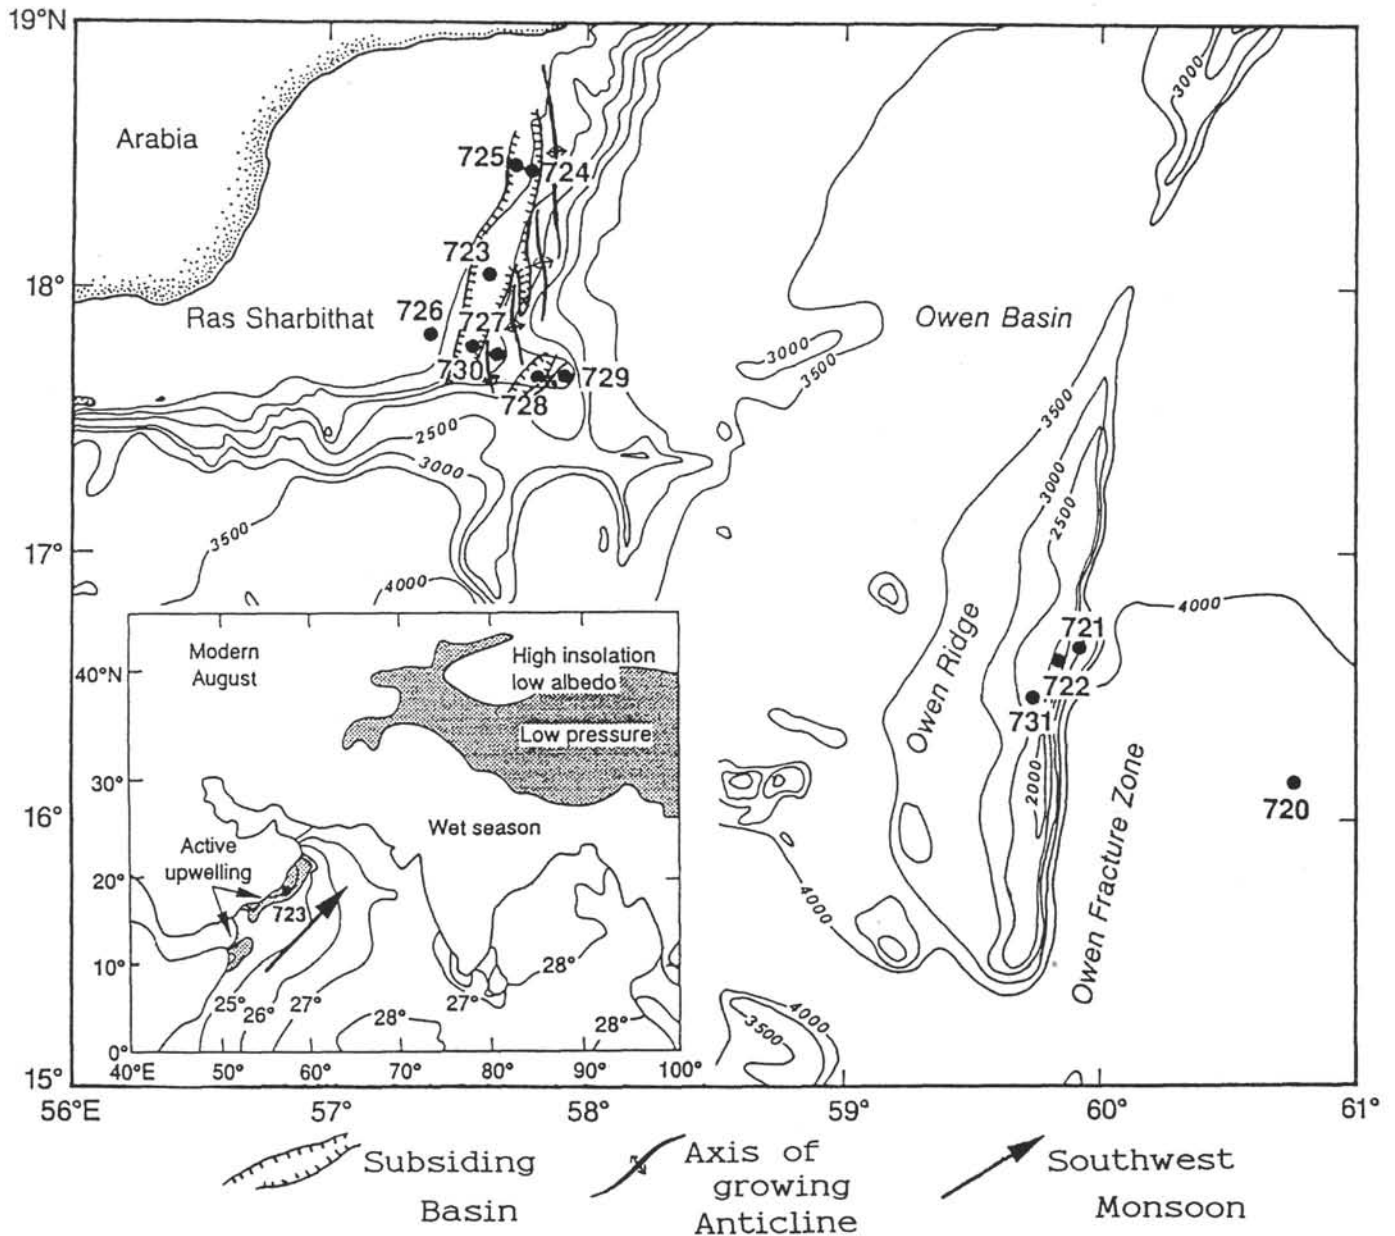 19°N
Arabia
725
724
18°
723
726
727
Ras Sharbithat
730
728
729
Owen Basin
3000
3000
3500
3500
3000
2500
2500
3000
3500
4000
17°
4000
721
722
731
Owen Ridge
2000
Owen Fracture Zone
720
16°
4000
4000
3500
15°
56°E
57°
58°
59°
60°
61°
Modern
August
High insolation
low albedo
Low pressure
40°N
30°
Wet season
Active
upwelling
20°
723
10°
25°
26°
27°
28°
27°
28°
28°
0°
40°E
50°
60°
70°
80°
90°
100°
Subsiding
Basin
Axis of
growing
Anticline
Southwest
Monsoon